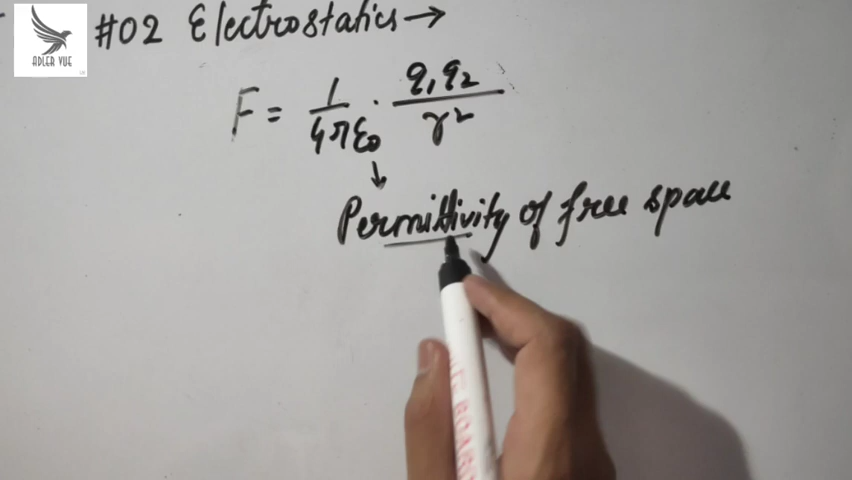 ADLER VUE
#02 Electrostatics →
F = 1/4πε₀ · q₁q₂/r²
↓
Permittivity of free space